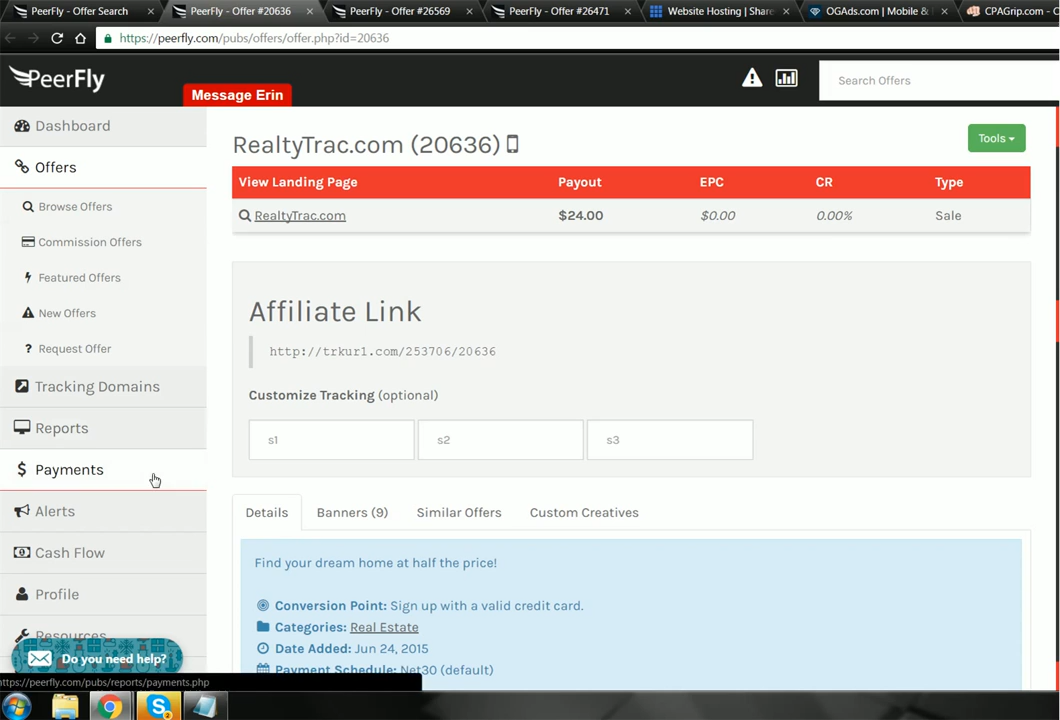 PeerFly - Offer Search
PeerFly - Offer #20636
PeerFly - Offer #26569
PeerFly - Offer #26471
Website Hosting | Share
OGAds.com | Mobile &
CPAGrip.com - C
https://peerfly.com/pubs/offers/offer.php?id=20636
PeerFly
Message Erin
Search Offers
Dashboard
Offers
Browse Offers
Commission Offers
Featured Offers
New Offers
Request Offer
Tracking Domains
Reports
Payments
Alerts
Cash Flow
Profile
Resources
Do you need help?
https://peerfly.com/pubs/reports/payments.php
RealtyTrac.com (20636)
Tools
View Landing Page Payout EPC CR Type
RealtyTrac.com $24.00 $0.00 0.00% Sale
Affiliate Link
http://trkur1.com/253706/20636
Customize Tracking (optional)
s1 s2 s3
Details Banners (9) Similar Offers Custom Creatives
Find your dream home at half the price!
Conversion Point: Sign up with a valid credit card.
Categories: Real Estate
Date Added: Jun 24, 2015
Payment Schedule: Net30 (default)